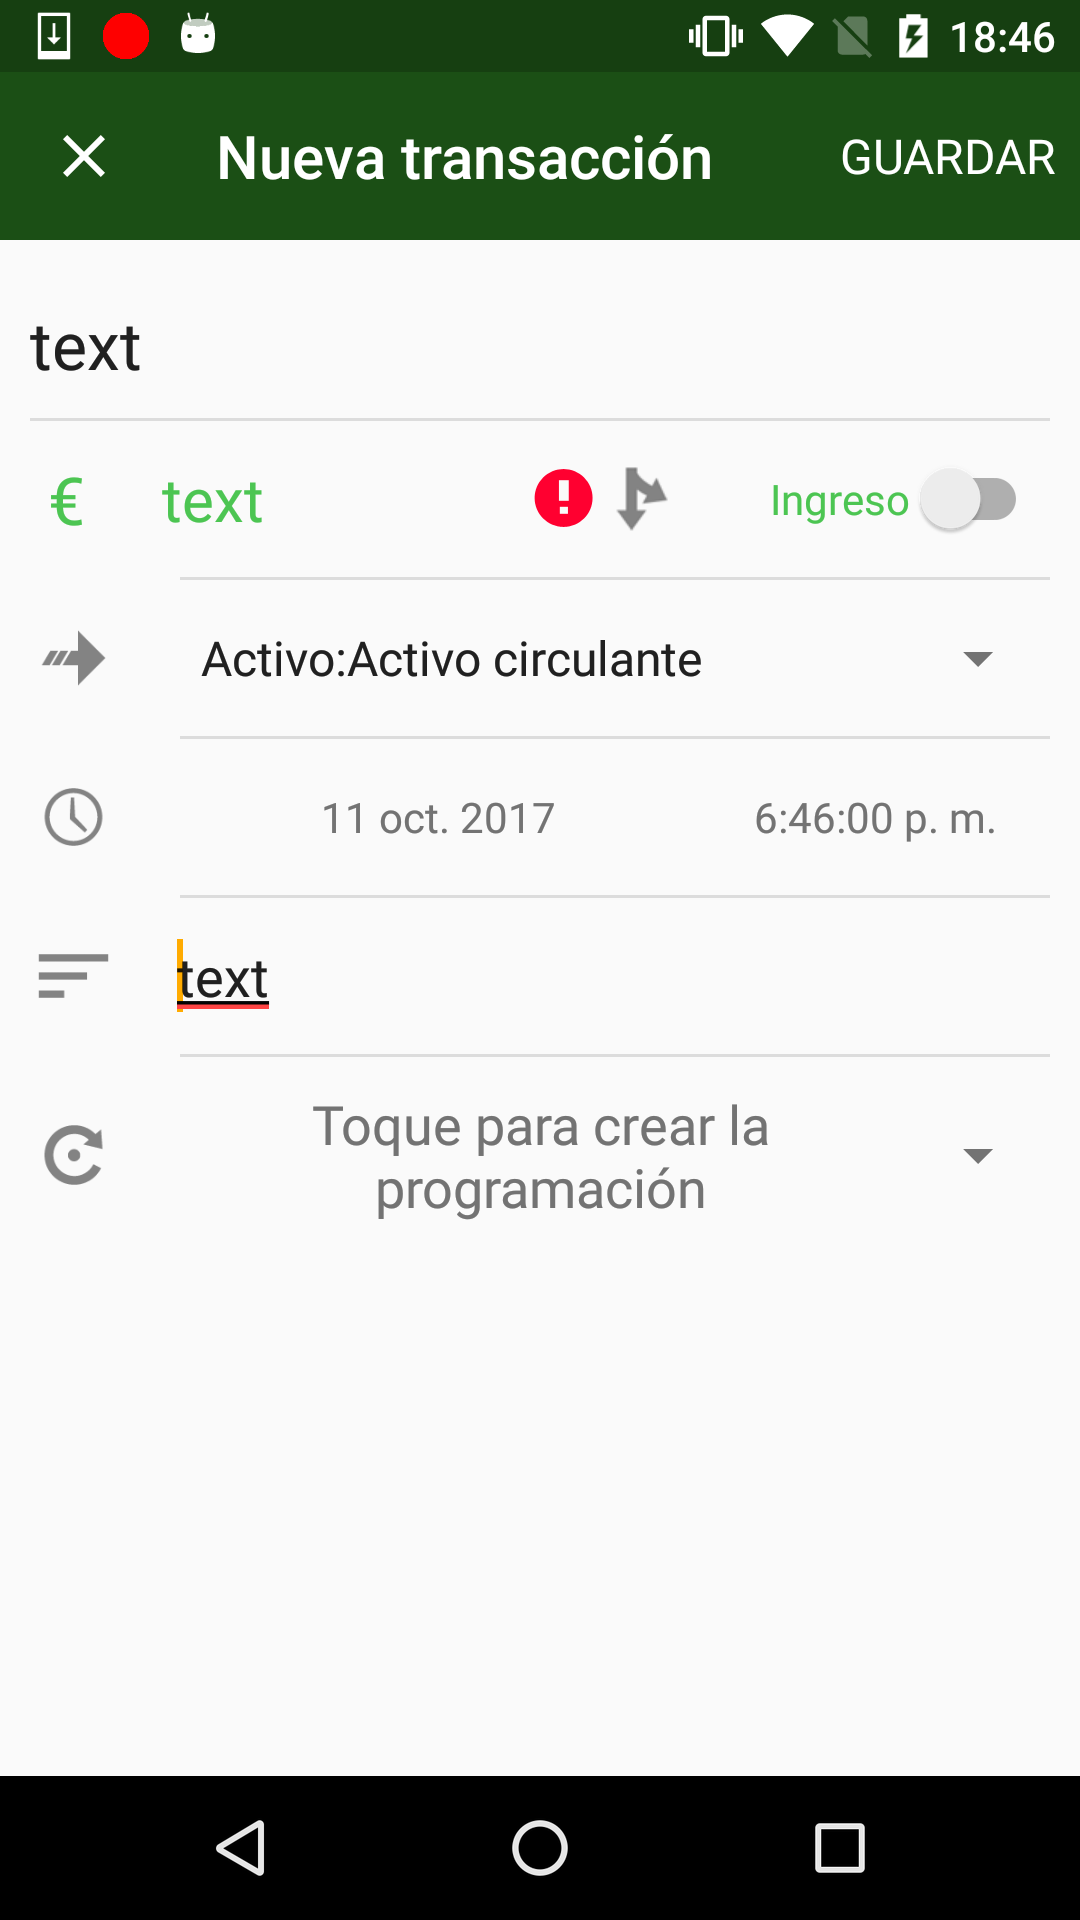 18:46
Nueva transacción
GUARDAR
text
€ text
Ingreso
Activo:Activo circulante
11 oct. 2017
6:46:00 p. m.
text
Toque para crear la
programación